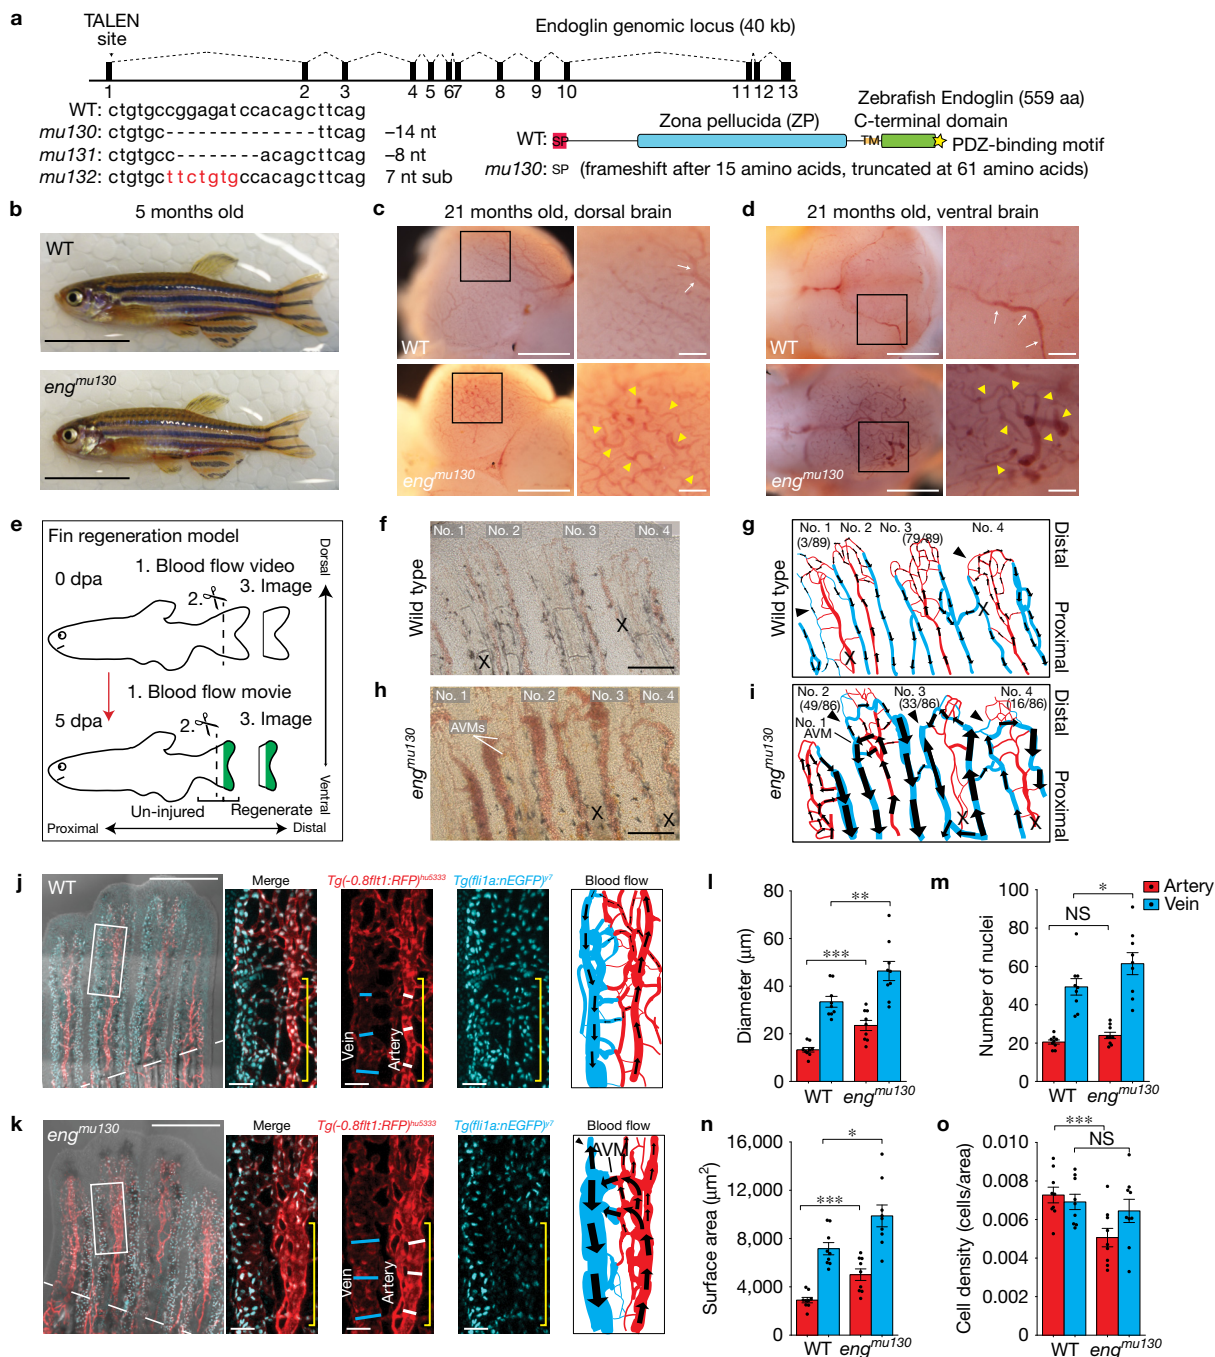 a
TALEN
site
Endoglin genomic locus (40 kb)
1 2 3 4 5 6 7 8 9 10 11 12 13
WT: ctgtgccggagatccacagcttcag
mu130: ctgtgc--------------ttcag –14 nt
mu131: ctgtgcc--------acagcttcag –8 nt
mu132: ctgtgcttctgtgccacagcttcag 7 nt sub
Zebrafish Endoglin (559 aa)
C-terminal domain
WT: SP Zona pellucida (ZP) TM PDZ-binding motif
mu130: SP (frameshift after 15 amino acids, truncated at 61 amino acids)
b
5 months old
WT
eng mu130
c
21 months old, dorsal brain
WT
eng mu130
d
21 months old, ventral brain
WT
eng mu130
e
Fin regeneration model
0 dpa
1. Blood flow video
2.
3. Image
1. Blood flow movie
5 dpa
2.
3. Image
Un-injured Regenerate
Proximal Distal
Dorsal
Ventral
f
Wild type
No. 1 No. 2 No. 3 No. 4
X X
g
Wild type
No. 1 (3/89)
No. 2
No. 3 (79/89)
No. 4
X X
Distal
Proximal
h
eng mu130
No. 1 No. 2 No. 3 No. 4
AVMs
X X
i
eng mu130
No. 2 (49/86)
No. 3 (33/86)
No. 4 (16/86)
No. 1
AVM
X X
Distal
Proximal
j
WT
Merge
Tg(-0.8flt1:RFP)hu5333
Tg(fli1a:nEGFP)y7
Blood flow
Vein
Artery
k
eng mu130
Merge
Tg(-0.8flt1:RFP)hu5333
Tg(fli1a:nEGFP)y7
Blood flow
Vein
Artery
AVM
l
Diameter (μm)
80
60
40
20
0
***
**
WT eng mu130
m
Number of nuclei
100
80
60
40
20
0
NS
*
WT eng mu130
Artery
Vein
n
Surface area (μm2)
16,000
12,000
8,000
4,000
0
***
*
WT eng mu130
o
Cell density (cells/area)
0.010
0.008
0.006
0.004
0.002
0.000
***
NS
WT eng mu130